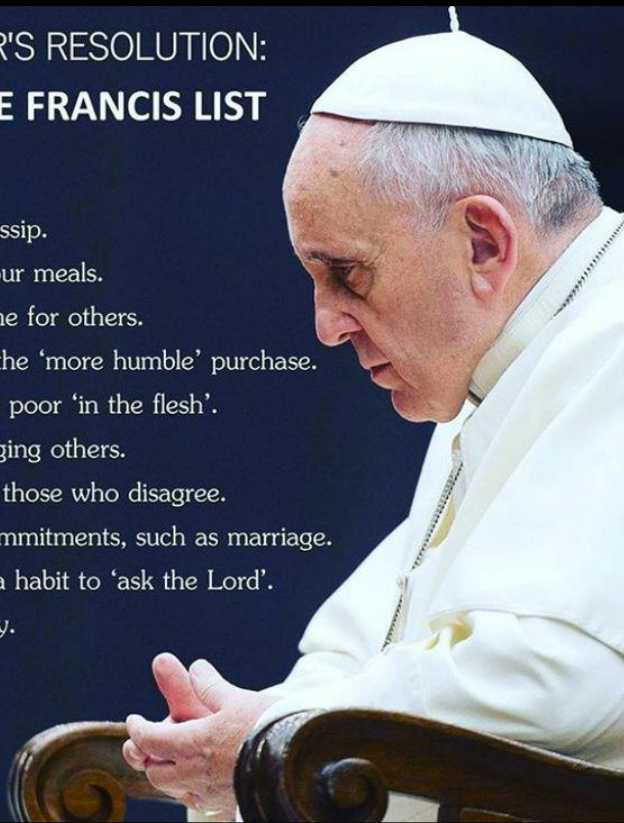 R'S RESOLUTION:
E FRANCIS LIST
ssip.
ur meals.
ne for others.
the ‘more humble’ purchase.
poor ‘in the flesh’.
ging others.
those who disagree.
mmitments, such as marriage.
a habit to ‘ask the Lord’.
y.